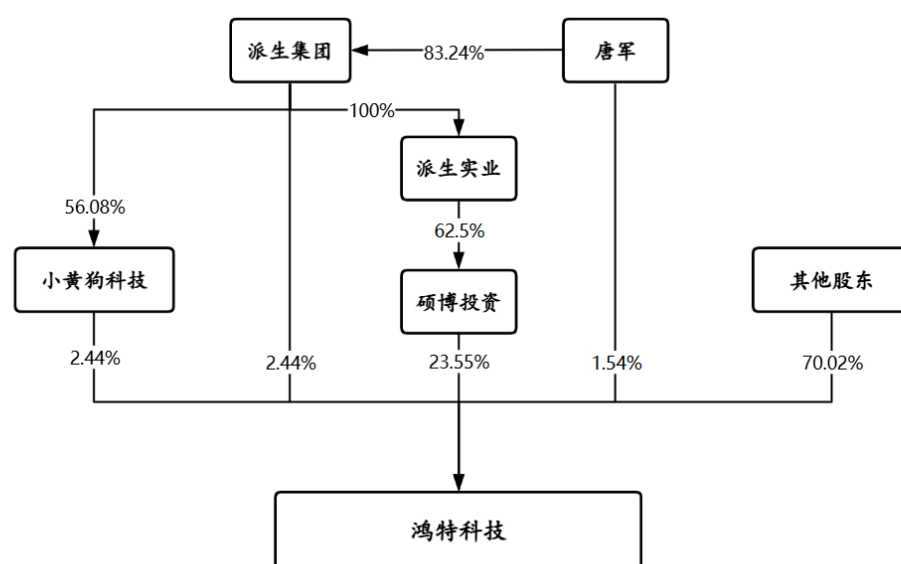 派生集团
83.24%
唐军
100%
派生实业
56.08%
62.5%
小黄狗科技
硕博投资
其他股东
2.44%
2.44%
23.55%
1.54%
70.02%
鸿特科技